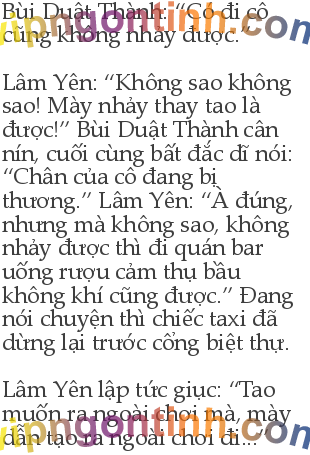 Bùi Duật Thành: “Cô đi cô
cũng không nhảy được.”
vipngontinh.com
Lâm Yên: “Không sao không
sao! Mày nhảy thay tao là
được!” Bùi Duật Thành cân
nín, cuối cùng bất đắc dĩ nói:
“Chân của cô đang bị
thương.” Lâm Yên: “À đúng,
nhưng mà không sao, không
nhảy được thì đi quán bar
uống rượu cảm thụ bầu
không khí cũng được.” Đang
nói chuyện thì chiếc taxi đã
dừng lại trước cổng biệt thự.
Lâm Yên lập tức giục: “Tao
muốn ra ngoài chơi mà, mày
dẫn tao ra ngoài chơi đi...
vipngontinh.com